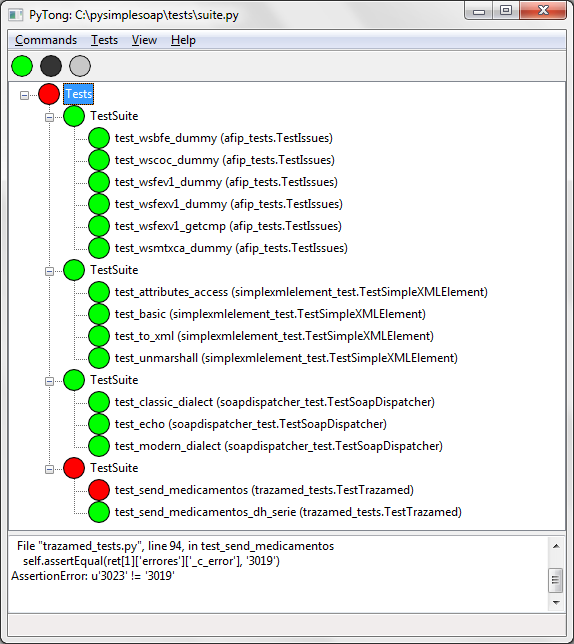 PyTong: C:\pysimplesoap\tests\suite.py
Commands Tests View Help
Tests
TestSuite
test_wsbfe_dummy (afip_tests.TestIssues)
test_wscoc_dummy (afip_tests.TestIssues)
test_wsfev1_dummy (afip_tests.TestIssues)
test_wsfexv1_dummy (afip_tests.TestIssues)
test_wsfexv1_getcmp (afip_tests.TestIssues)
test_wsmtxca_dummy (afip_tests.TestIssues)
TestSuite
test_attributes_access (simplexmlelement_test.TestSimpleXMLElement)
test_basic (simplexmlelement_test.TestSimpleXMLElement)
test_to_xml (simplexmlelement_test.TestSimpleXMLElement)
test_unmarshall (simplexmlelement_test.TestSimpleXMLElement)
TestSuite
test_classic_dialect (soapdispatcher_test.TestSoapDispatcher)
test_echo (soapdispatcher_test.TestSoapDispatcher)
test_modern_dialect (soapdispatcher_test.TestSoapDispatcher)
TestSuite
test_send_medicamentos (trazamed_tests.TestTrazamed)
test_send_medicamentos_dh_serie (trazamed_tests.TestTrazamed)
File "trazamed_tests.py", line 94, in test_send_medicamentos
self.assertEqual(ret[1]['errores']['_c_error'], '3019')
AssertionError: u'3023' != '3019'